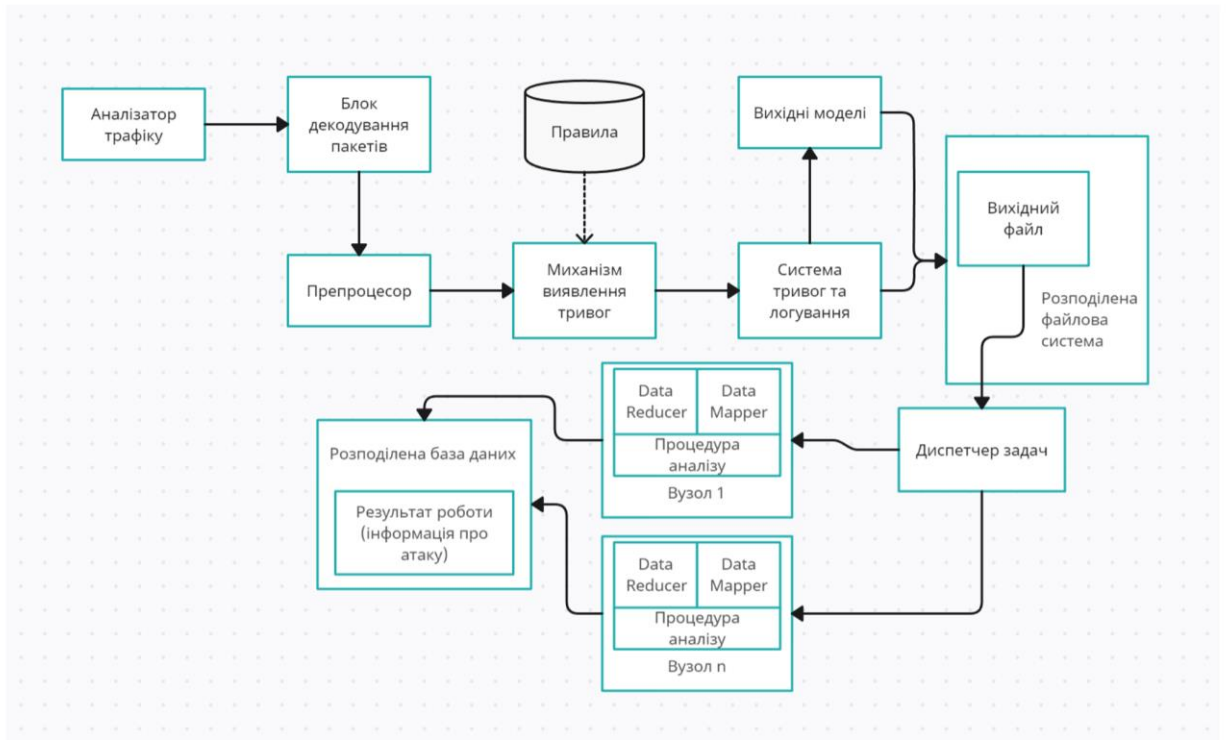 Аналізатор
трафіку
Блок
декодування
пакетів
Правила
Вихідні моделі
Вихідний
файл
Препроцесор
Миханізм
виявлення
тривог
Система
тривог та
логування
Розподілена
файлова
система
Data
Reducer
Data
Mapper
Процедура
аналізу
Вузол 1
Диспетчер задач
Розподілена база даних
Результат роботи
(інформація про
атаку)
Data
Reducer
Data
Mapper
Процедура
аналізу
Вузол n